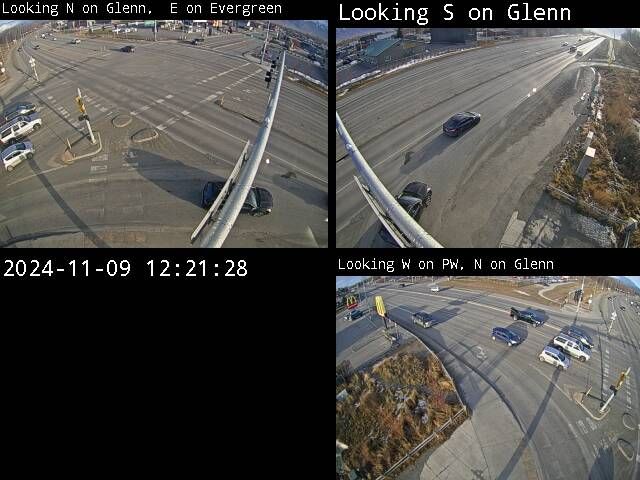 Looking N on Glenn,  E on Evergreen
Looking S on Glenn
2024-11-09 12:21:28
Looking W on PW, N on Glenn